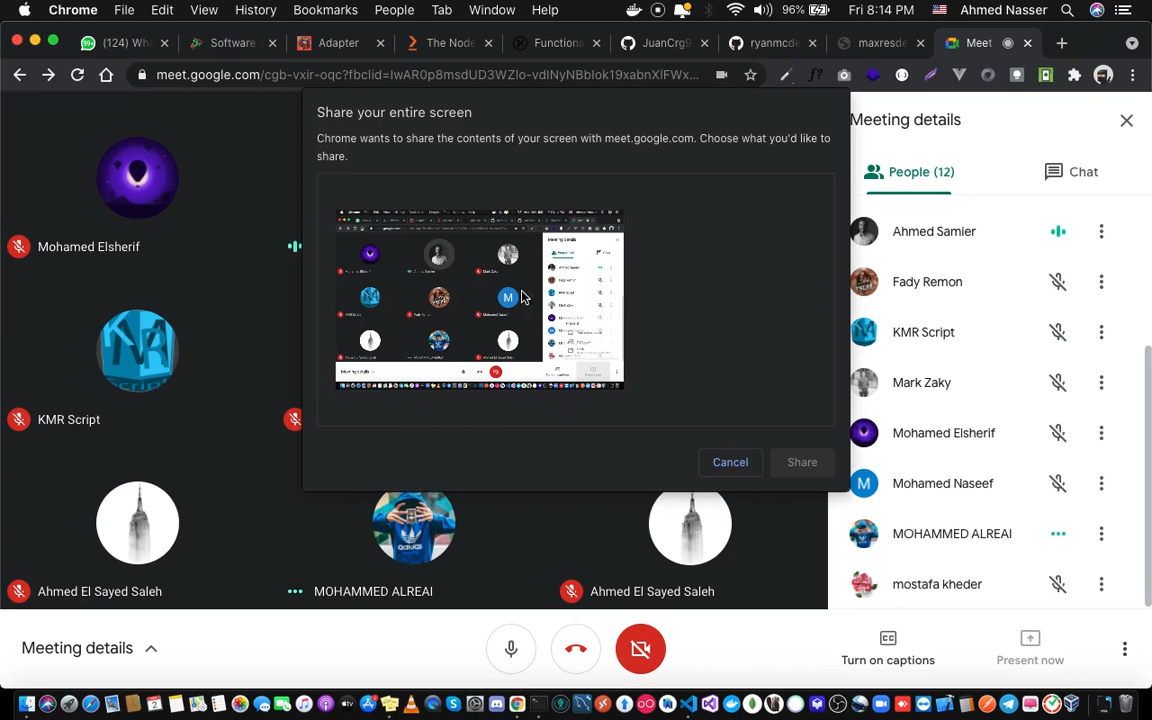 Chrome File Edit View History Bookmarks People Tab Window Help 96% Fri 8:14 PM Ahmed Nasser
(124) Wha Software Adapter The Node Functiona JuanCrg9 ryanmcde maxresde Meet
meet.google.com/cgb-vxir-oqc?fbclid=IwAR0p8msdUD3WZIo-vdINyNBblok19xabnXIFWx...
Share your entire screen
Chrome wants to share the contents of your screen with meet.google.com. Choose what you'd like to
share.
Cancel Share
Mohamed Elsherif
KMR Script
Ahmed El Sayed Saleh
MOHAMMED ALREAI
Ahmed El Sayed Saleh
Meeting details
People (12) Chat
Ahmed Samier
Fady Remon
KMR Script
Mark Zaky
Mohamed Elsherif
M Mohamed Naseef
MOHAMMED ALREAI
mostafa kheder
Meeting details
Turn on captions
Present now